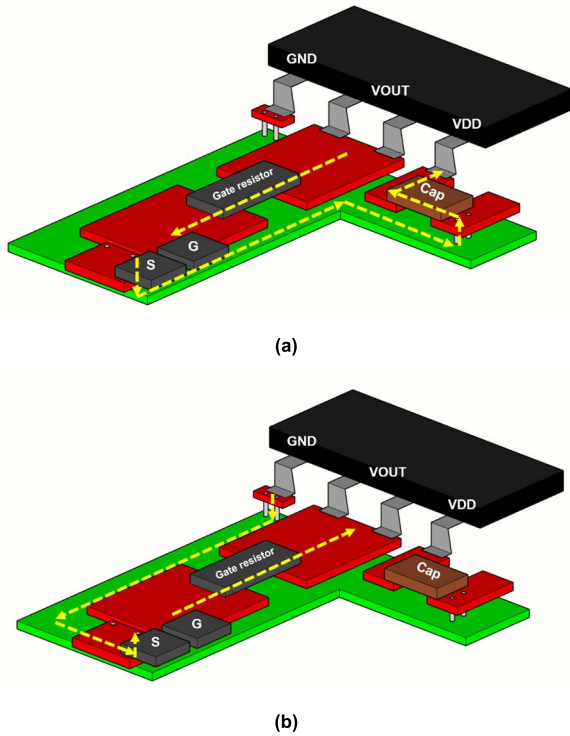 GND
VOUT
VDD
Gate resistor
Cap
G
S
(a)
GND
VOUT
VDD
Gate resistor
Cap
G
S
(b)